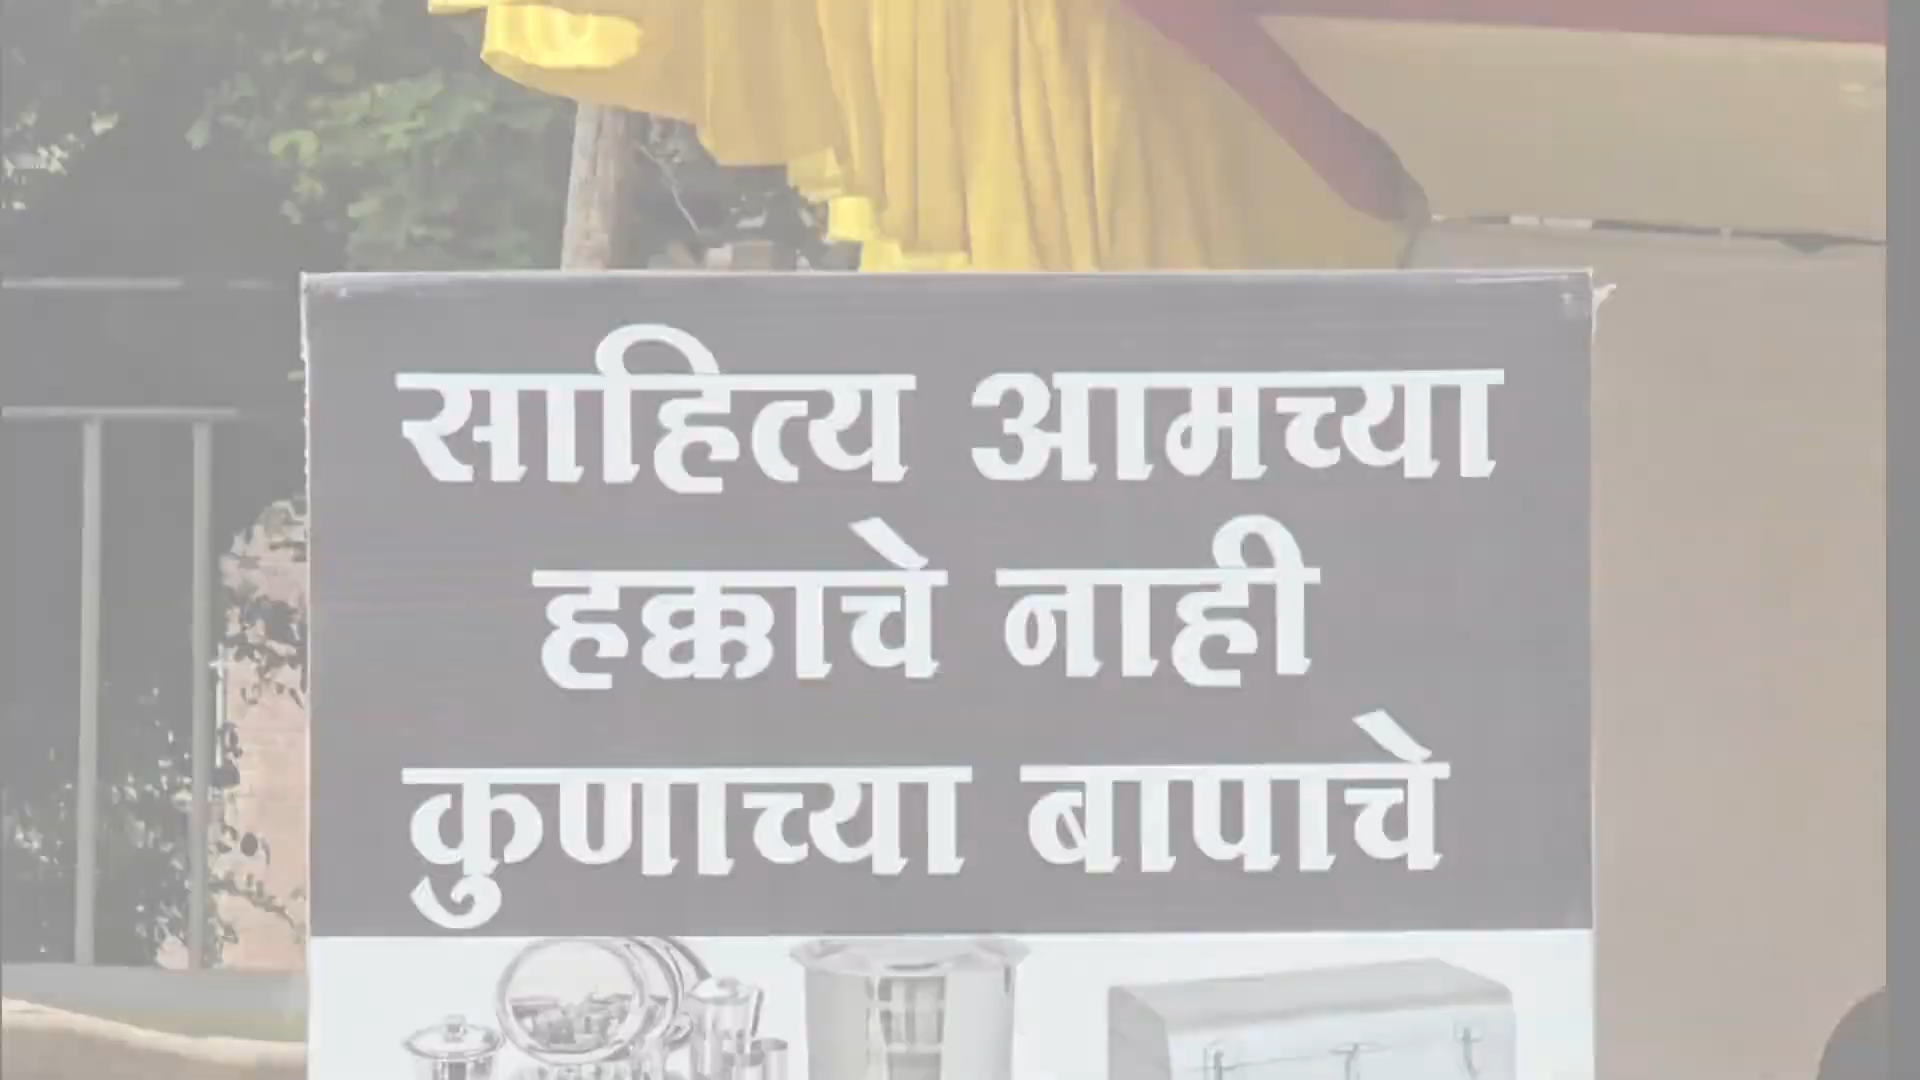 साहित्य आमच्या
हक्काचे नाही
कुणाच्या बापाचे